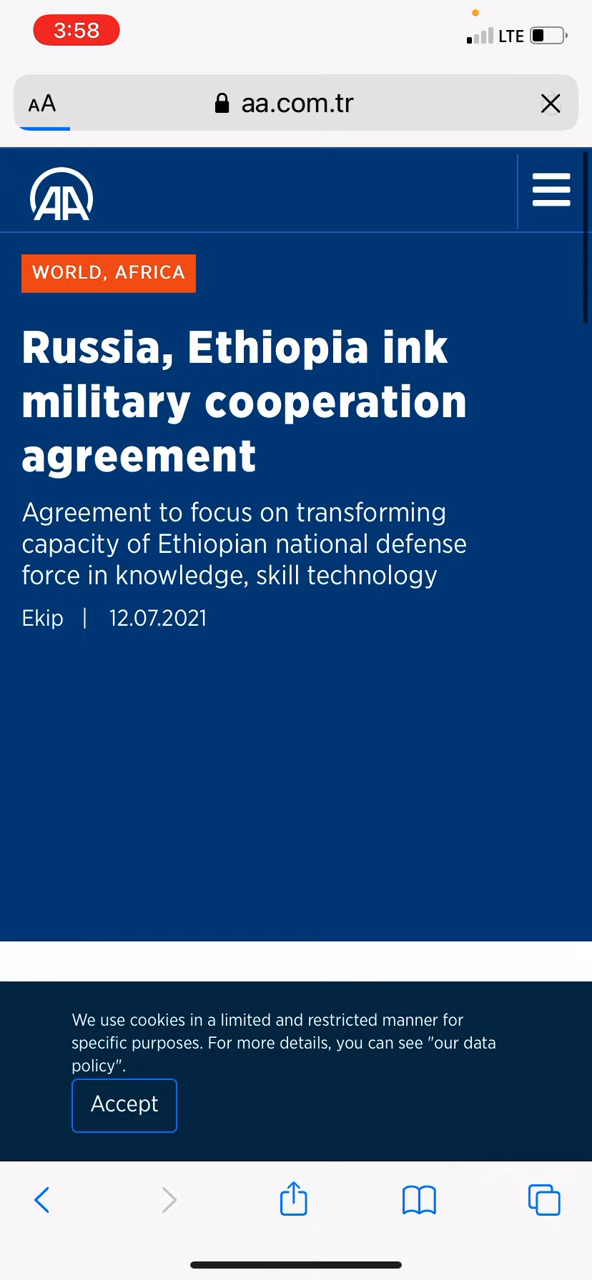 3:58
LTE
AA
aa.com.tr
AA
WORLD, AFRICA
Russia, Ethiopia ink
military cooperation
agreement
Agreement to focus on transforming
capacity of Ethiopian national defense
force in knowledge, skill technology
Ekip | 12.07.2021
We use cookies in a limited and restricted manner for
specific purposes. For more details, you can see "our data
policy".
Accept